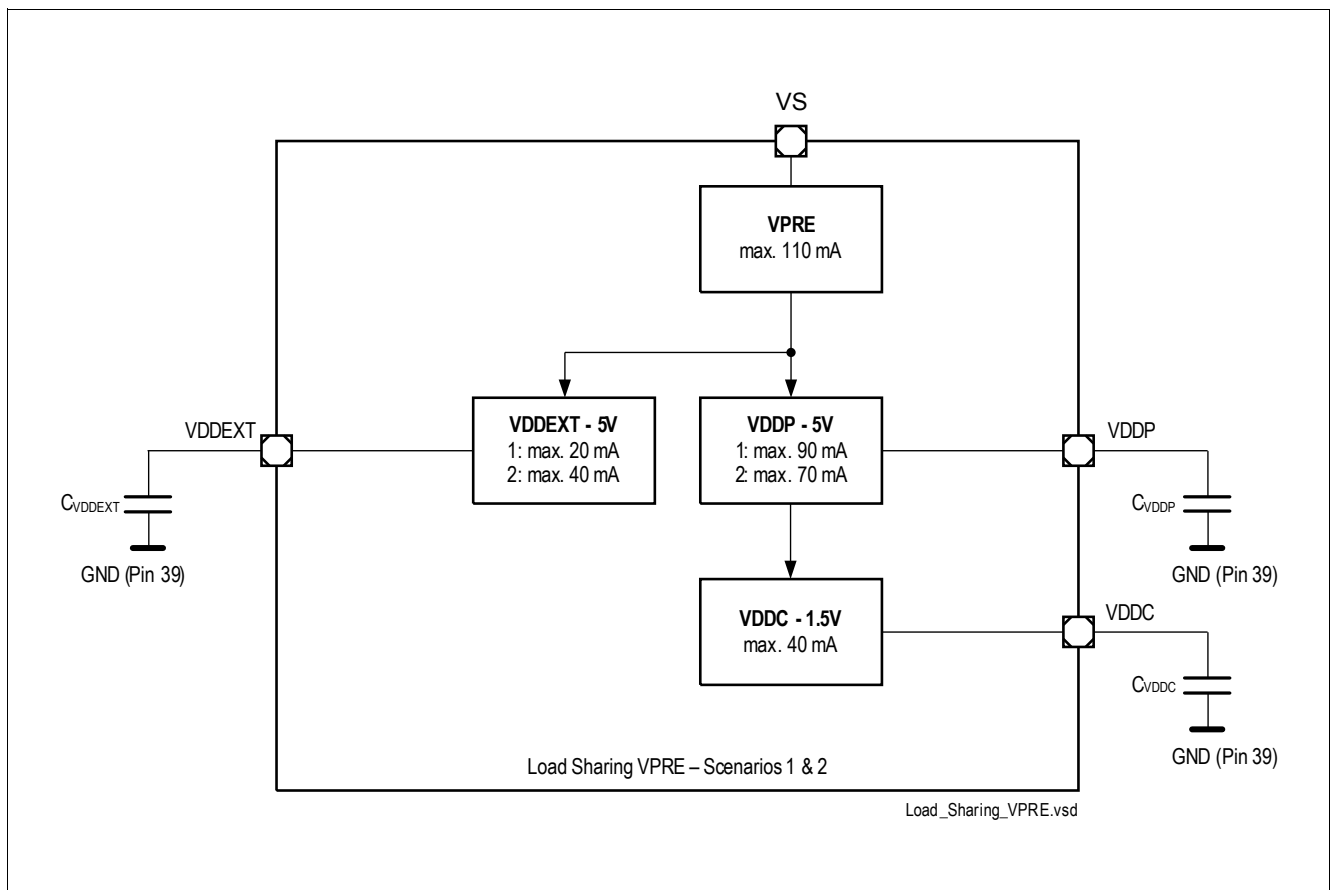 VS
VPRE
max. 110 mA
VDDEXT - 5V
1: max. 20 mA
2: max. 40 mA
VDDP - 5V
1: max. 90 mA
2: max. 70 mA
VDDEXT
VDDP
CVDDEXT
GND (Pin 39)
CVDDP
GND (Pin 39)
VDDC - 1.5V
max. 40 mA
VDDC
CVDDC
GND (Pin 39)
Load Sharing VPRE – Scenarios 1 & 2
Load_Sharing_VPRE.vsd